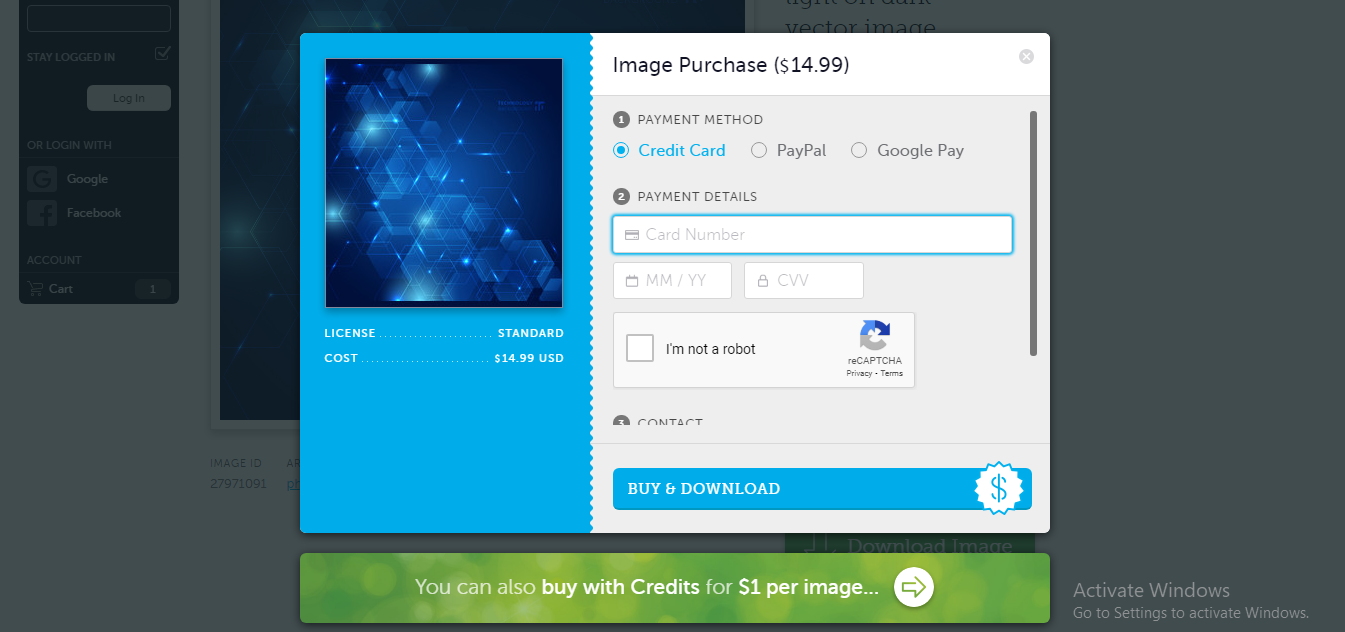 light on dark
vector image
STAY LOGGED IN
Log In
OR LOGIN WITH
Google
Facebook
ACCOUNT
Cart 1
IMAGE ID
27971091
Image Purchase ($14.99)
1 PAYMENT METHOD
Credit Card PayPal Google Pay
2 PAYMENT DETAILS
Card Number
MM / YY CVV
I'm not a robot
reCAPTCHA
Privacy - Terms
3 CONTACT
LICENSE ........................ STANDARD
COST ............................ $14.99 USD
BUY & DOWNLOAD $
Download Image
You can also buy with Credits for $1 per image...
Activate Windows
Go to Settings to activate Windows.